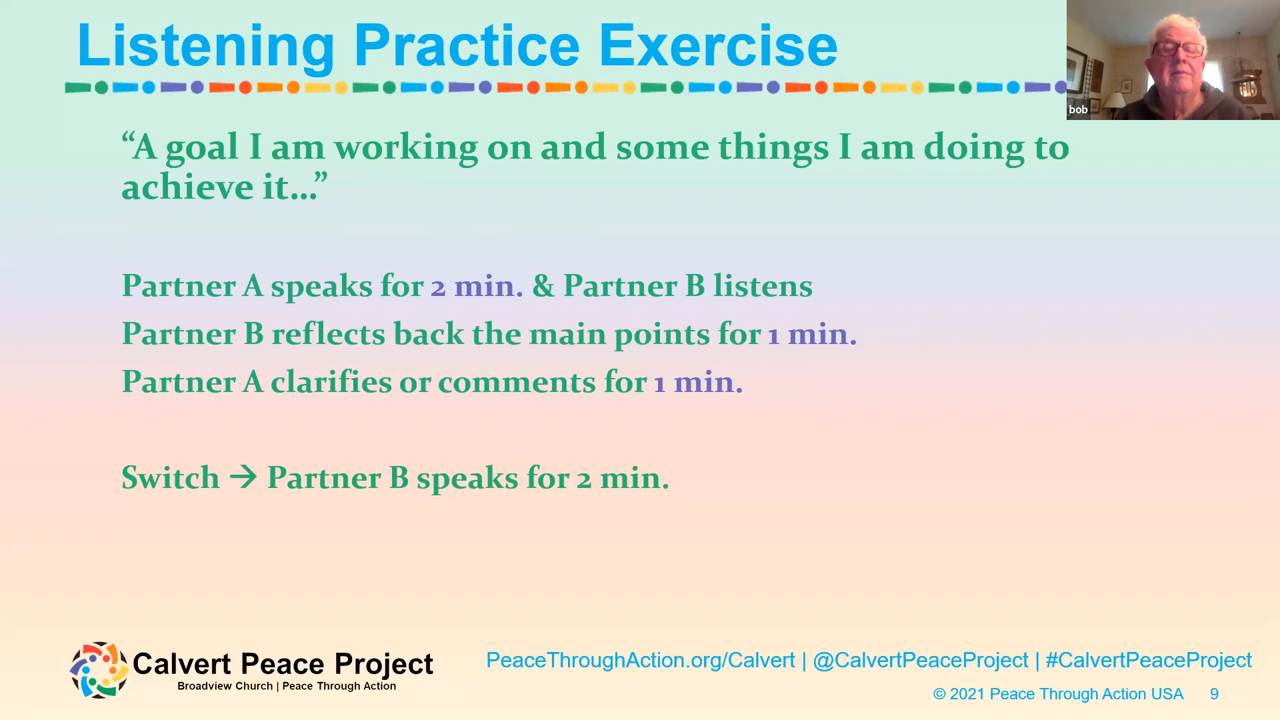 Listening Practice Exercise
bob
“A goal I am working on and some things I am doing to
achieve it...”
Partner A speaks for 2 min. & Partner B listens
Partner B reflects back the main points for 1 min.
Partner A clarifies or comments for 1 min.
Switch → Partner B speaks for 2 min.
Calvert Peace Project
Broadview Church | Peace Through Action
PeaceThroughAction.org/Calvert | @CalvertPeaceProject | #CalvertPeaceProject
© 2021 Peace Through Action USA 9